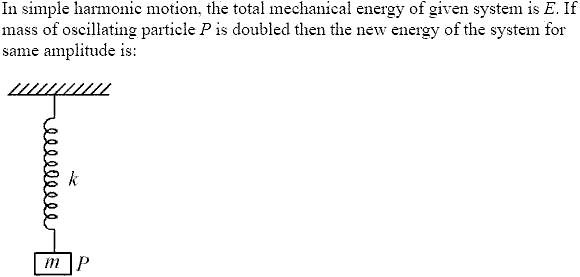 In simple harmonic motion, the total mechanical energy of given system is E. If
mass of oscillating particle P is doubled then the new energy of the system for
same amplitude is:
k
m P